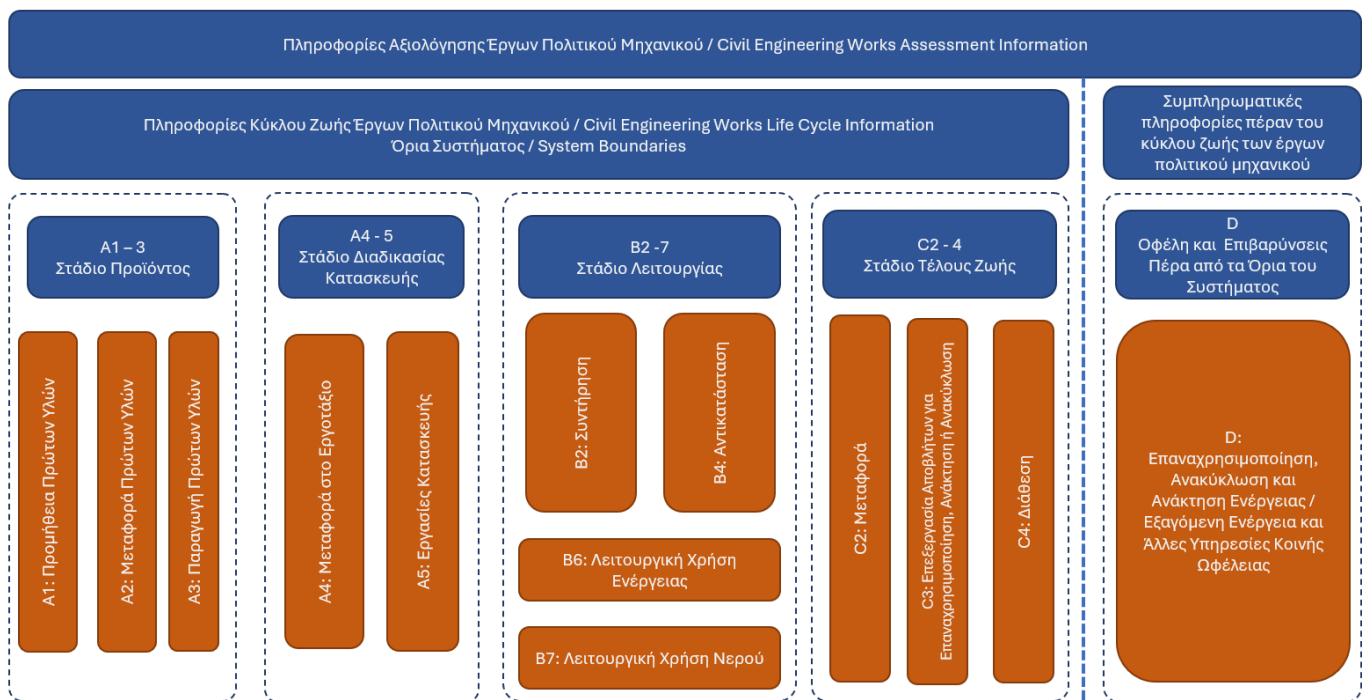 Πληροφορίες Αξιολόγησης Έργων Πολιτικού Μηχανικού / Civil Engineering Works Assessment Information
Πληροφορίες Κύκλου Ζωής Έργων Πολιτικού Μηχανικού / Civil Engineering Works Life Cycle Information
Όρια Συστήματος / System Boundaries
Συμπληρωματικές
πληροφορίες πέραν του
κύκλου ζωής των έργων
πολιτικού μηχανικού
A1 – 3
Στάδιο Προϊόντος
A4 - 5
Στάδιο Διαδικασίας
Κατασκευής
B2 -7
Στάδιο Λειτουργίας
C2 - 4
Στάδιο Τέλους Ζωής
D
Οφέλη και Επιβαρύνσεις
Πέρα από τα Όρια του
Συστήματος
A1: Προμήθεια Πρώτων Υλών
A2: Μεταφορά Πρώτων Υλών
A3: Παραγωγή Πρώτων Υλών
A4: Μεταφορά στο Εργοτάξιο
A5: Εργασίες Κατασκευής
B2: Συντήρηση
B4: Αντικατάσταση
B6: Λειτουργική Χρήση
Ενέργειας
B7: Λειτουργική Χρήση Νερού
C2: Μεταφορά
C3: Επεξεργασία Αποβλήτων για
Επαναχρησιμοποίηση, Ανάκτηση ή Ανακύκλωση
C4: Διάθεση
D:
Επαναχρησιμοποίηση,
Ανακύκλωση και
Ανάκτηση Ενέργειας /
Εξαγόμενη Ενέργεια και
Άλλες Υπηρεσίες Κοινής
Ωφέλειας